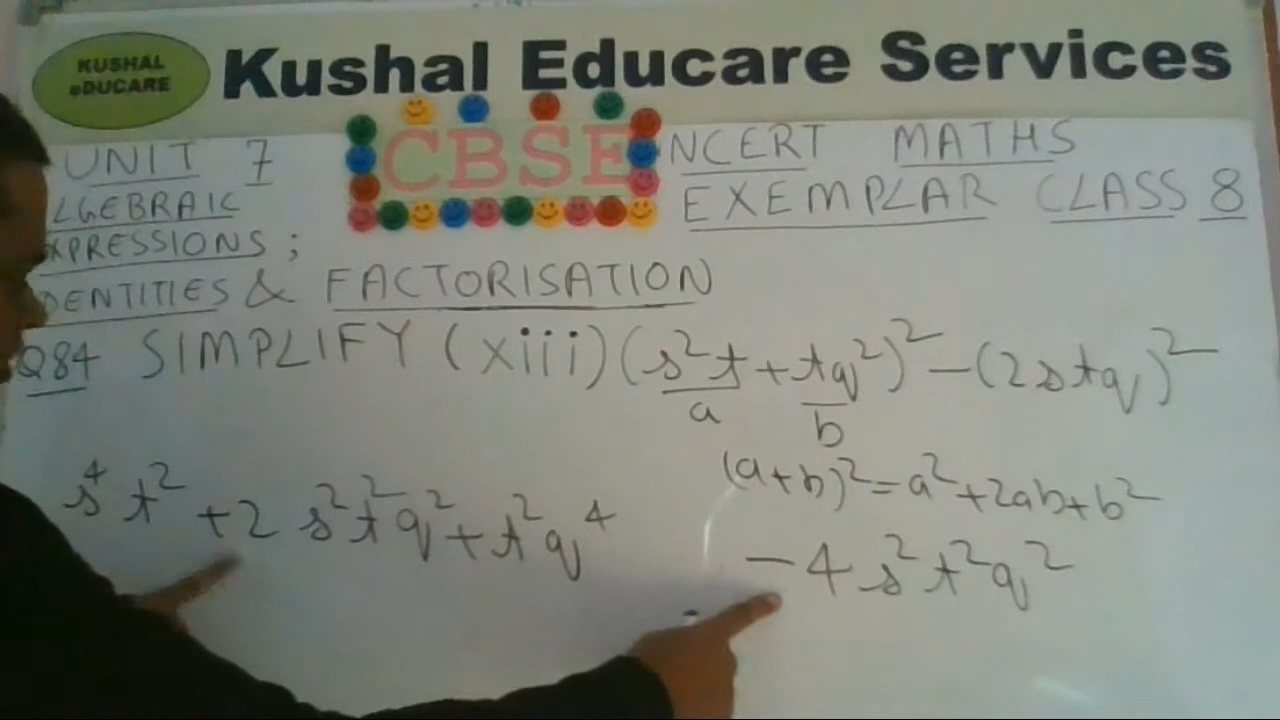 KUSHAL
eDUCARE
Kushal Educare Services
UNIT 7
LGEBRAIC
XPRESSIONS ;
DENTITIES & FACTORISATION
CBSE
NCERT MATHS
EXEMPLAR CLASS 8
Q84 SIMPLIFY (xiii) (s²t + tq²)² - (2stq)²
a b
(a+b)² = a² + 2ab + b²
s⁴t² + 2s²t²q² + t²q⁴ - 4s²t²q²